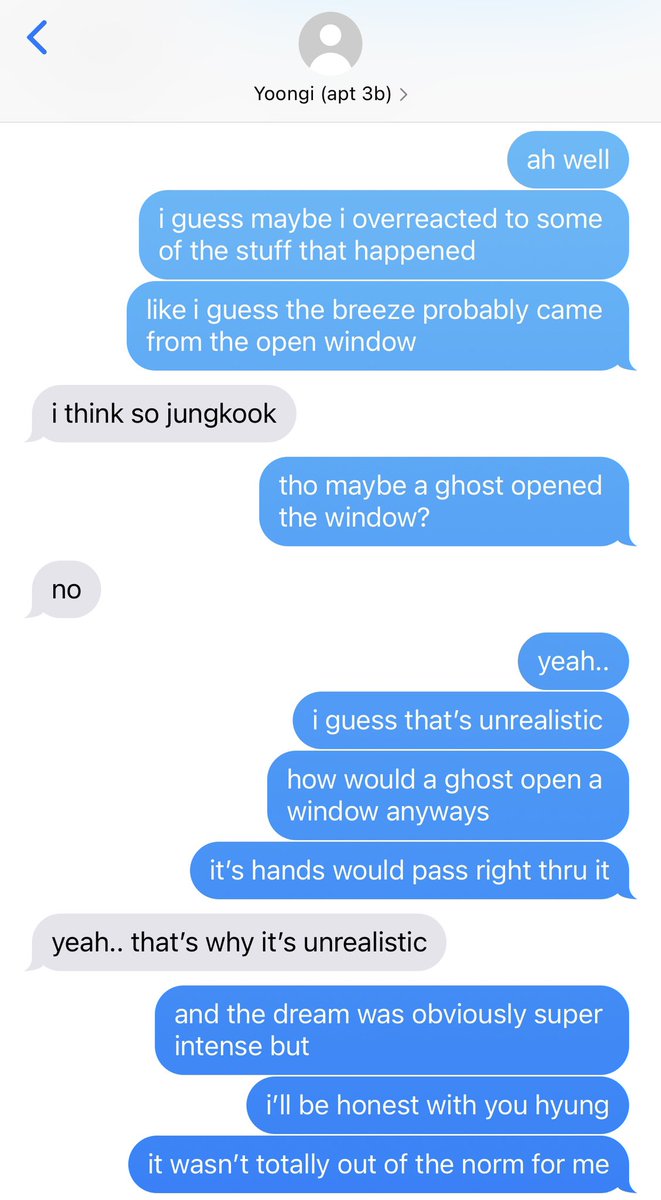 Yoongi (apt 3b) >
ah well
i guess maybe i overreacted to some
of the stuff that happened
like i guess the breeze probably came
from the open window
i think so jungkook
tho maybe a ghost opened
the window?
no
yeah..
i guess that’s unrealistic
how would a ghost open a
window anyways
it’s hands would pass right thru it
yeah.. that’s why it’s unrealistic
and the dream was obviously super
intense but
i’ll be honest with you hyung
it wasn’t totally out of the norm for me